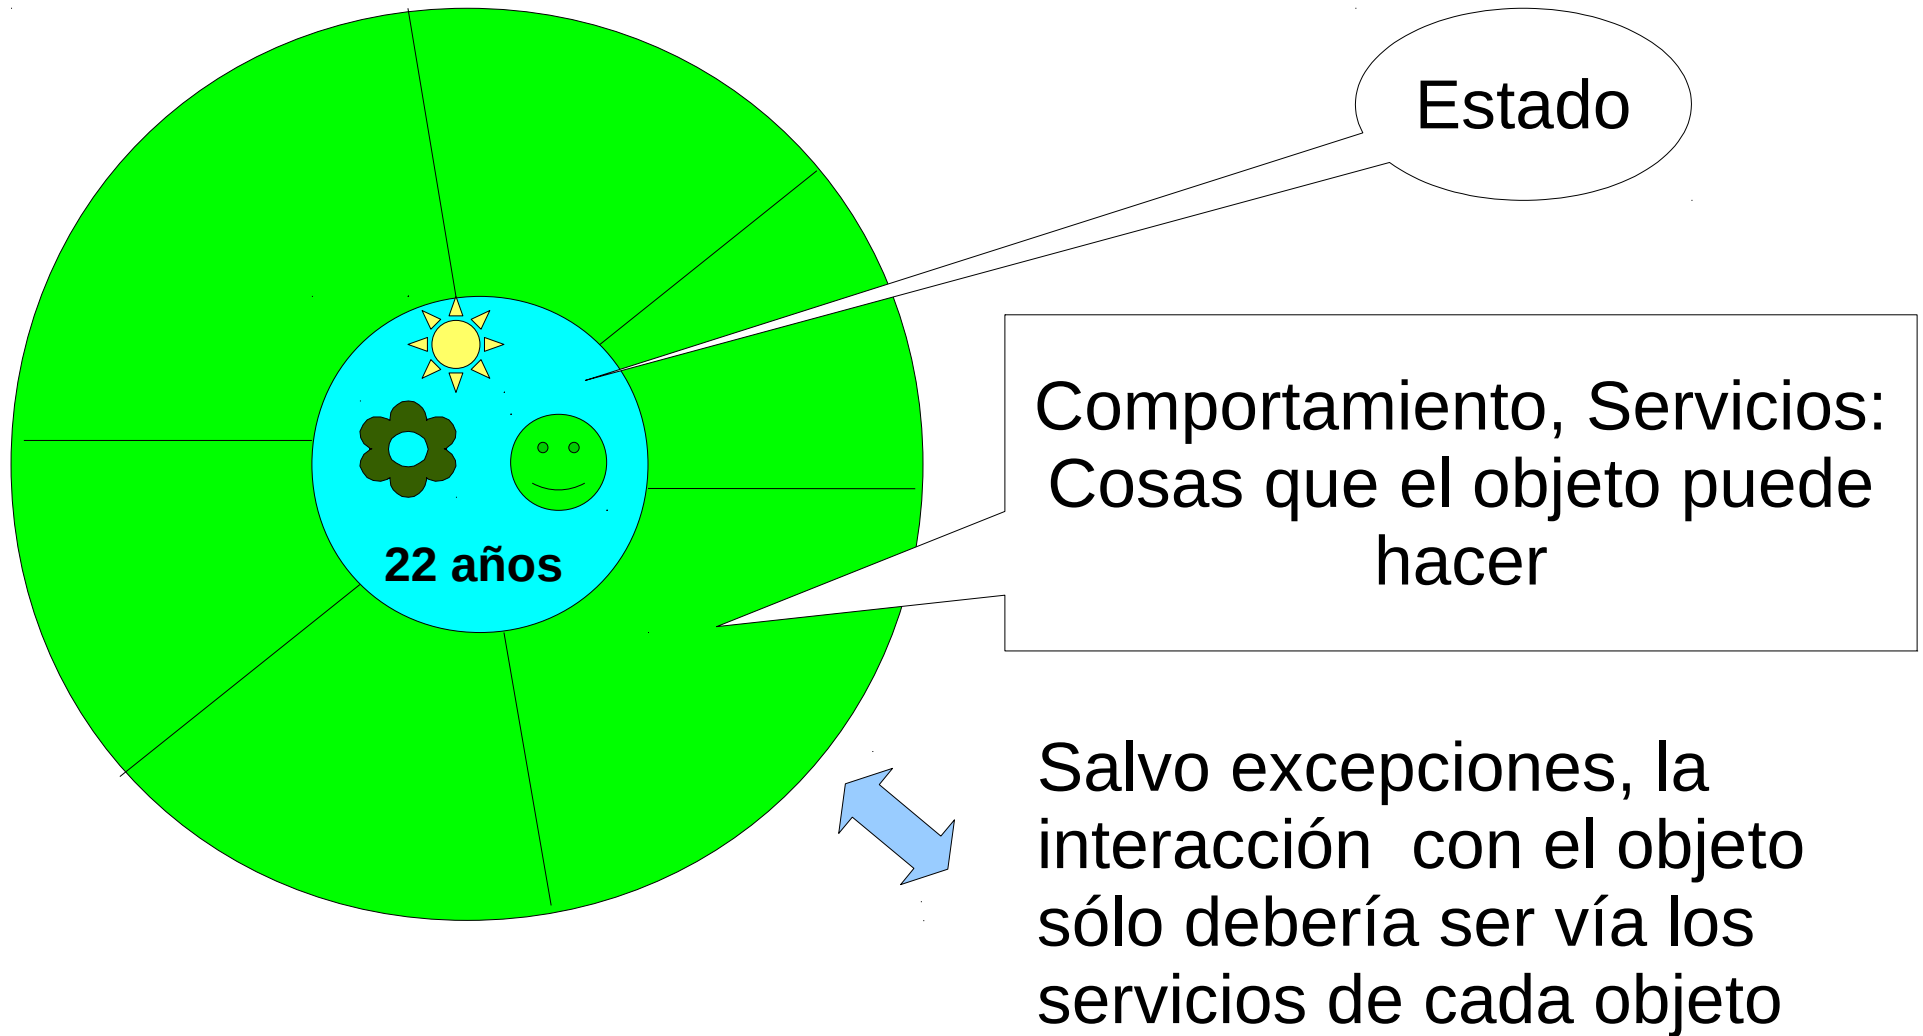 Estado
Comportamiento, Servicios:
Cosas que el objeto puede
hacer
22 años
Salvo excepciones, la
interacción  con el objeto
sólo debería ser vía los
servicios de cada objeto